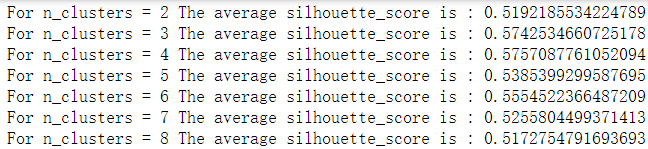 For n_clusters = 2 The average silhouette_score is : 0.5192185534224789
For n_clusters = 3 The average silhouette_score is : 0.5742534660725178
For n_clusters = 4 The average silhouette_score is : 0.5757087761052094
For n_clusters = 5 The average silhouette_score is : 0.5385399299587695
For n_clusters = 6 The average silhouette_score is : 0.5554522366487209
For n_clusters = 7 The average silhouette_score is : 0.5255804499371413
For n_clusters = 8 The average silhouette_score is : 0.5172754791693693